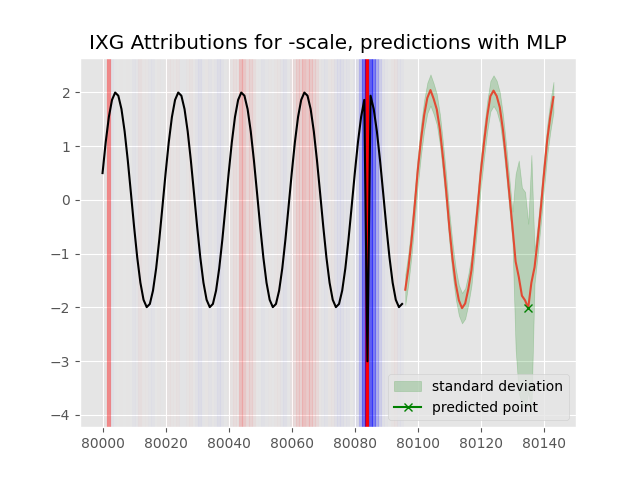 IXG Attributions for -scale, predictions with MLP
2
1
0
−1
−2
−3
−4
standard deviation
predicted point
80000 80020 80040 80060 80080 80100 80120 80140